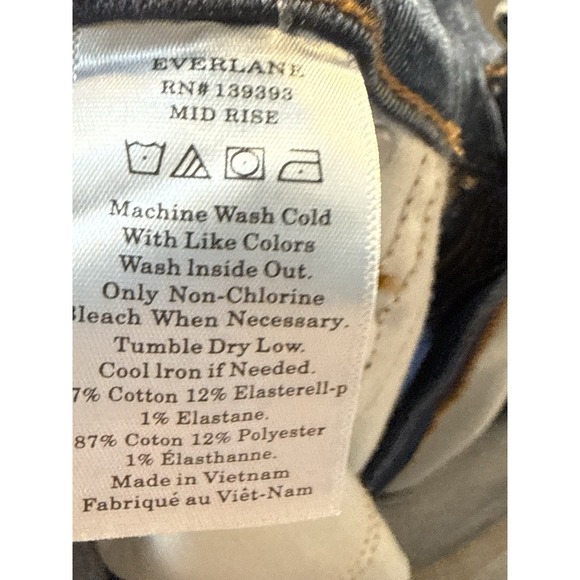 EVERLANE
RN# 139393
MID RISE
Machine Wash Cold
With Like Colors
Wash Inside Out.
Only Non-Chlorine
Bleach When Necessary.
Tumble Dry Low.
Cool Iron if Needed.
7% Cotton 12% Elasterell-p
1% Elastane.
87% Coton 12% Polyester
1% Élasthanne.
Made in Vietnam
Fabriqué au Viêt-Nam